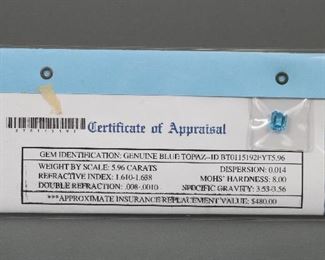 Certificate of Appraisal
GEM IDENTIFICATION: GENUINE BLUE TOPAZ--ID BT0115192FYT5.96
WEIGHT BY SCALE: 5.96 CARATS DISPERSION: 0.014
REFRACTIVE INDEX: 1.610-1.638 MOHS' HARDNESS: 8.00
DOUBLE REFRACTION: .008-.0010 SPECIFIC GRAVITY: 3.53-3.56
***APPROXIMATE INSURANCE REPLACEMENT VALUE: $480.00